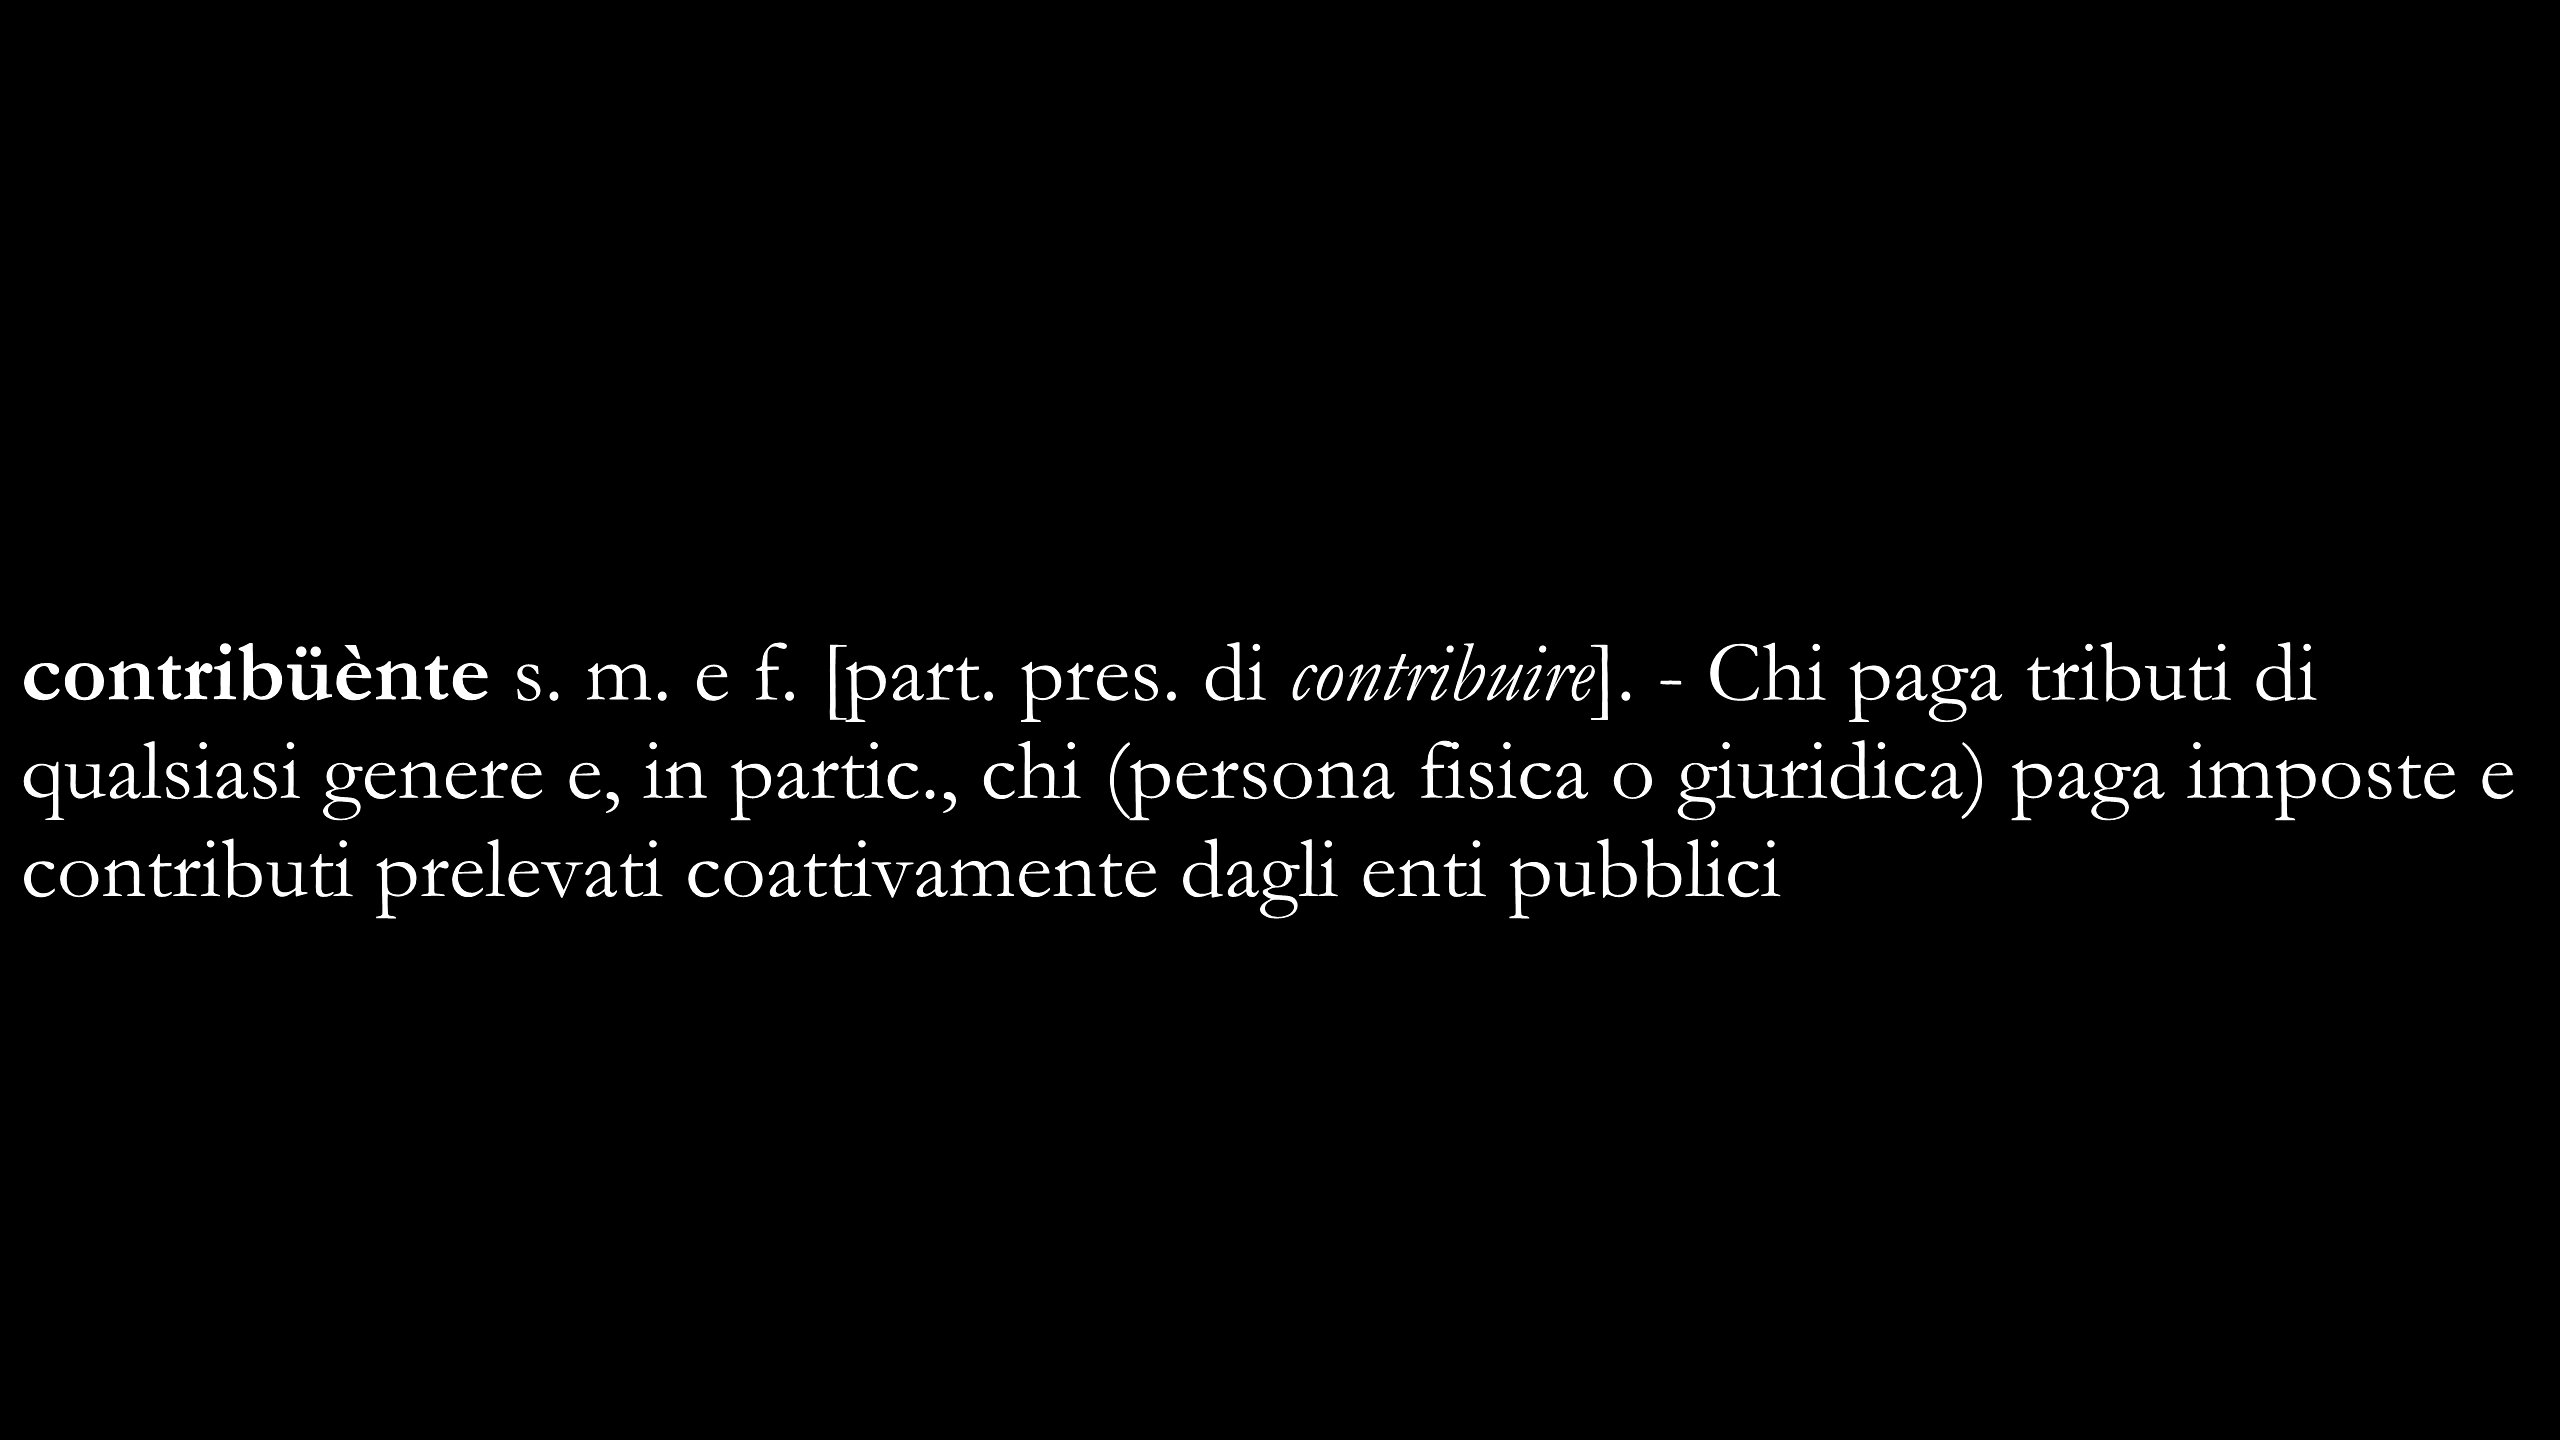 contribüènte s. m. e f. [part. pres. di contribuire]. - Chi paga tributi di
qualsiasi genere e, in partic., chi (persona fisica o giuridica) paga imposte e
contributi prelevati coattivamente dagli enti pubblici